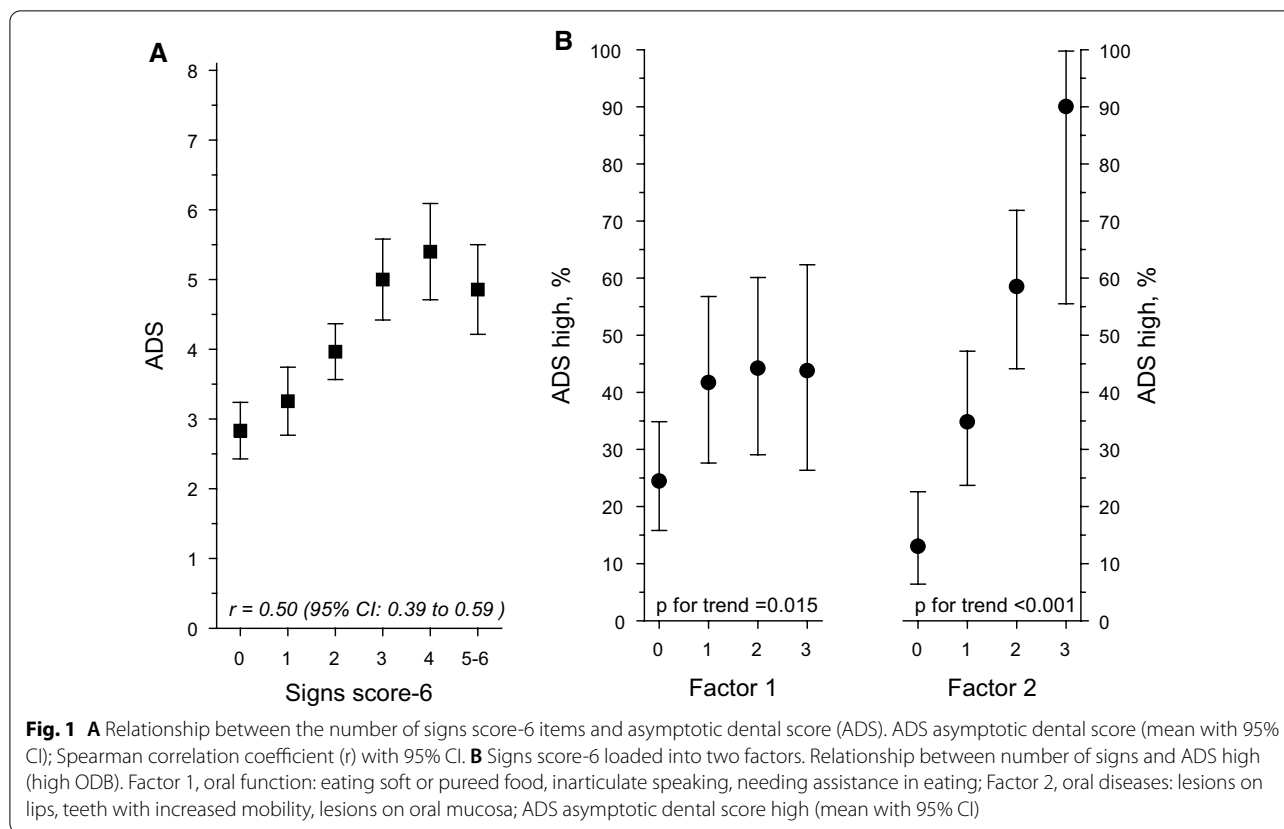 A
8
7
6
5
4
3
2
1
0
ADS
r = 0.50 (95% CI: 0.39 to 0.59 )
0 1 2 3 4 5-6
Signs score-6
B
100
90
80
70
60
50
40
30
20
10
0
ADS high, %
p for trend =0.015
0 1 2 3
Factor 1
p for trend <0.001
0 1 2 3
Factor 2
100
90
80
70
60
50
40
30
20
10
0
ADS high, %
Fig. 1 A Relationship between the number of signs score-6 items and asymptotic dental score (ADS). ADS asymptotic dental score (mean with 95%
CI); Spearman correlation coefficient (r) with 95% CI. B Signs score-6 loaded into two factors. Relationship between number of signs and ADS high
(high ODB). Factor 1, oral function: eating soft or pureed food, inarticulate speaking, needing assistance in eating; Factor 2, oral diseases: lesions on
lips, teeth with increased mobility, lesions on oral mucosa; ADS asymptotic dental score high (mean with 95% CI)